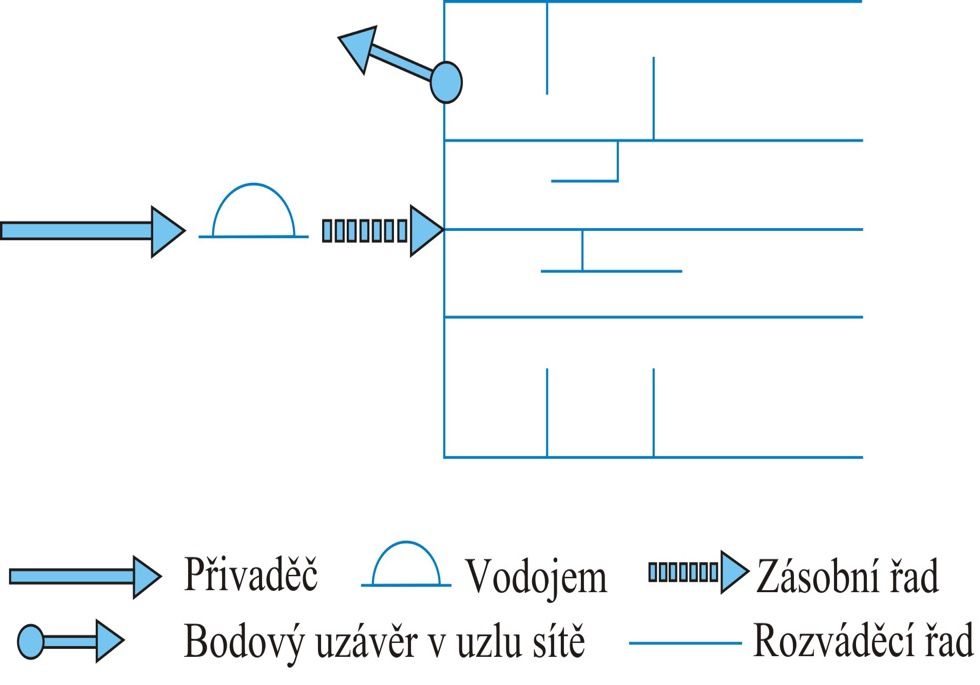 Přivaděč Vodojem Zásobní řad
Bodový uzávěr v uzlu sítě Rozváděcí řad